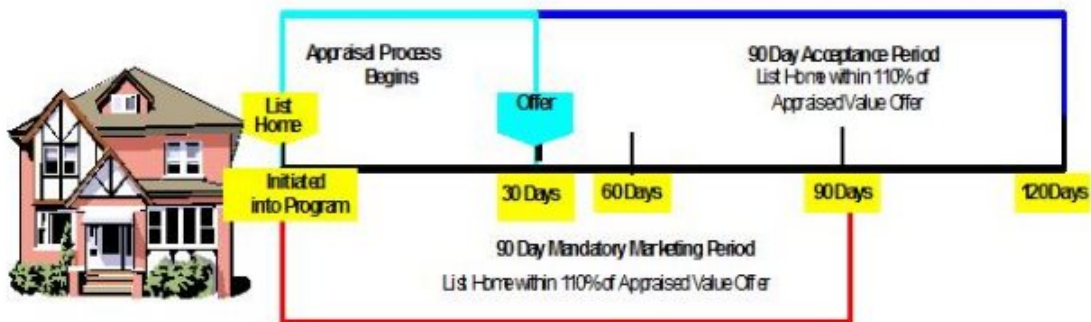 Appraisal Process
Begins
90 Day Acceptance Period
List Home within 110% of
Appraised Value Offer
List
Home
Offer
Initiated
into Program
30 Days
60 Days
90 Days
120 Days
90 Day Mandatory Marketing Period
List Home within 110% of Appraised Value Offer